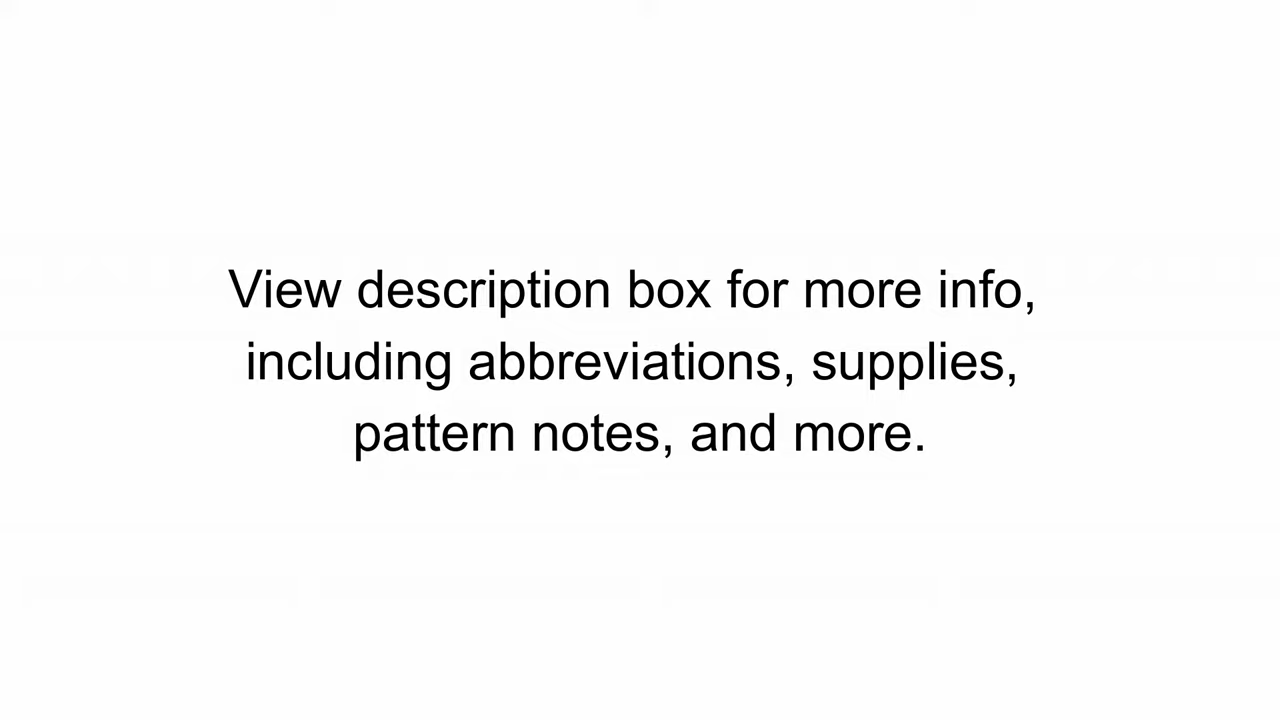 View description box for more info,
including abbreviations, supplies,
pattern notes, and more.